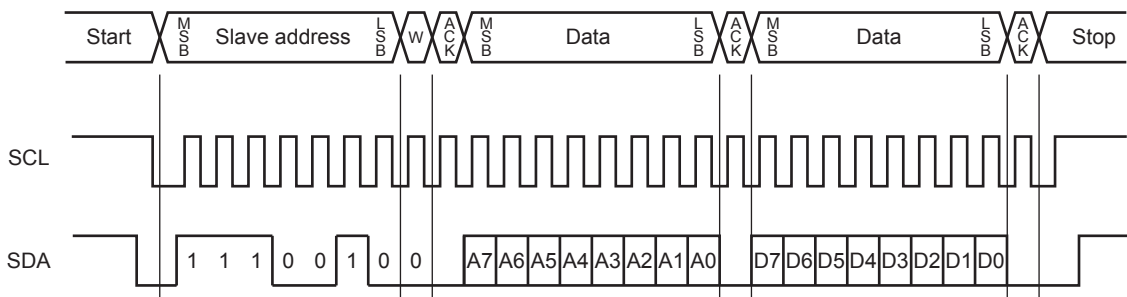 Start MSB Slave address LSB W ACK MSB Data LSB ACK MSB Data LSB ACK Stop
SCL
SDA 1 1 1 0 0 1 0 0 A7 A6 A5 A4 A3 A2 A1 A0 D7 D6 D5 D4 D3 D2 D1 D0